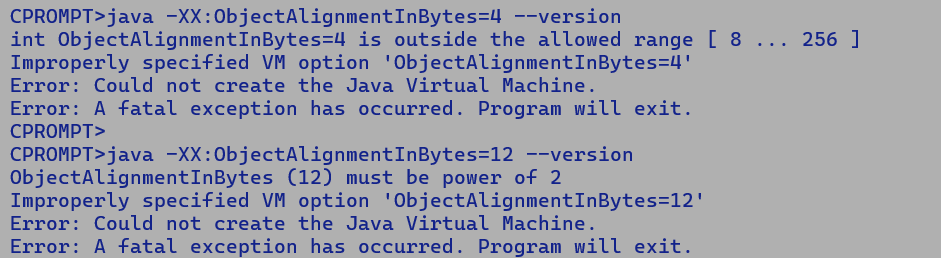 CPROMPT>java -XX:ObjectAlignmentInBytes=4 --version
int ObjectAlignmentInBytes=4 is outside the allowed range [ 8 ... 256 ]
Improperly specified VM option 'ObjectAlignmentInBytes=4'
Error: Could not create the Java Virtual Machine.
Error: A fatal exception has occurred. Program will exit.
CPROMPT>
CPROMPT>java -XX:ObjectAlignmentInBytes=12 --version
ObjectAlignmentInBytes (12) must be power of 2
Improperly specified VM option 'ObjectAlignmentInBytes=12'
Error: Could not create the Java Virtual Machine.
Error: A fatal exception has occurred. Program will exit.